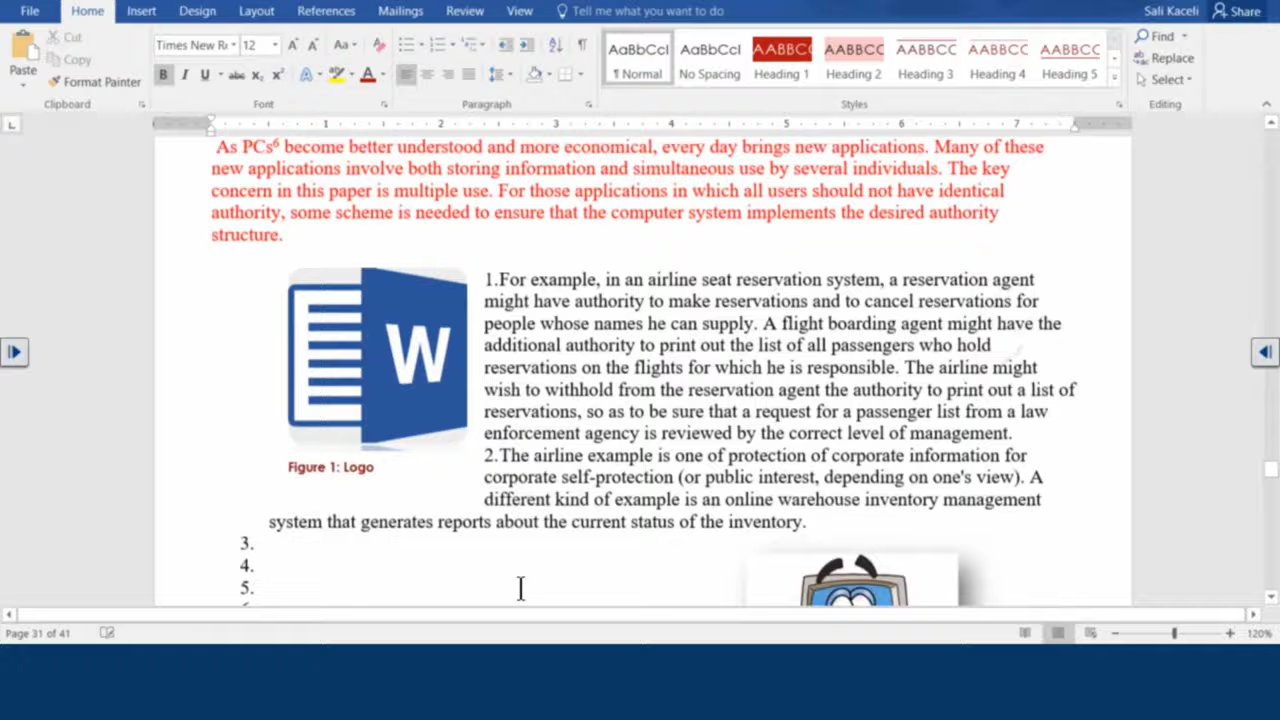 File Home Insert Design Layout References Mailings Review View Tell me what you want to do Sali Kaceli Share
Cut
Copy
Paste
Format Painter
Clipboard
Times New R 12
Aa
B I U abc x₂ x² A A
Font
Paragraph
AaBbCcI AaBbCcI AABBC AABBCC AABBCC AABBCC AABBCC
¶ Normal No Spacing Heading 1 Heading 2 Heading 3 Heading 4 Heading 5
Styles
Find
Replace
Select
Editing
L 1 2 3 4 5 6 7
As PCs⁶ become better understood and more economical, every day brings new applications. Many of these
new applications involve both storing information and simultaneous use by several individuals. The key
concern in this paper is multiple use. For those applications in which all users should not have identical
authority, some scheme is needed to ensure that the computer system implements the desired authority
structure.
W
Figure 1: Logo
1.For example, in an airline seat reservation system, a reservation agent
might have authority to make reservations and to cancel reservations for
people whose names he can supply. A flight boarding agent might have the
additional authority to print out the list of all passengers who hold
reservations on the flights for which he is responsible. The airline might
wish to withhold from the reservation agent the authority to print out a list of
reservations, so as to be sure that a request for a passenger list from a law
enforcement agency is reviewed by the correct level of management.
2.The airline example is one of protection of corporate information for
corporate self-protection (or public interest, depending on one's view). A
different kind of example is an online warehouse inventory management
system that generates reports about the current status of the inventory.
3.
4.
5.
Page 31 of 41
120%